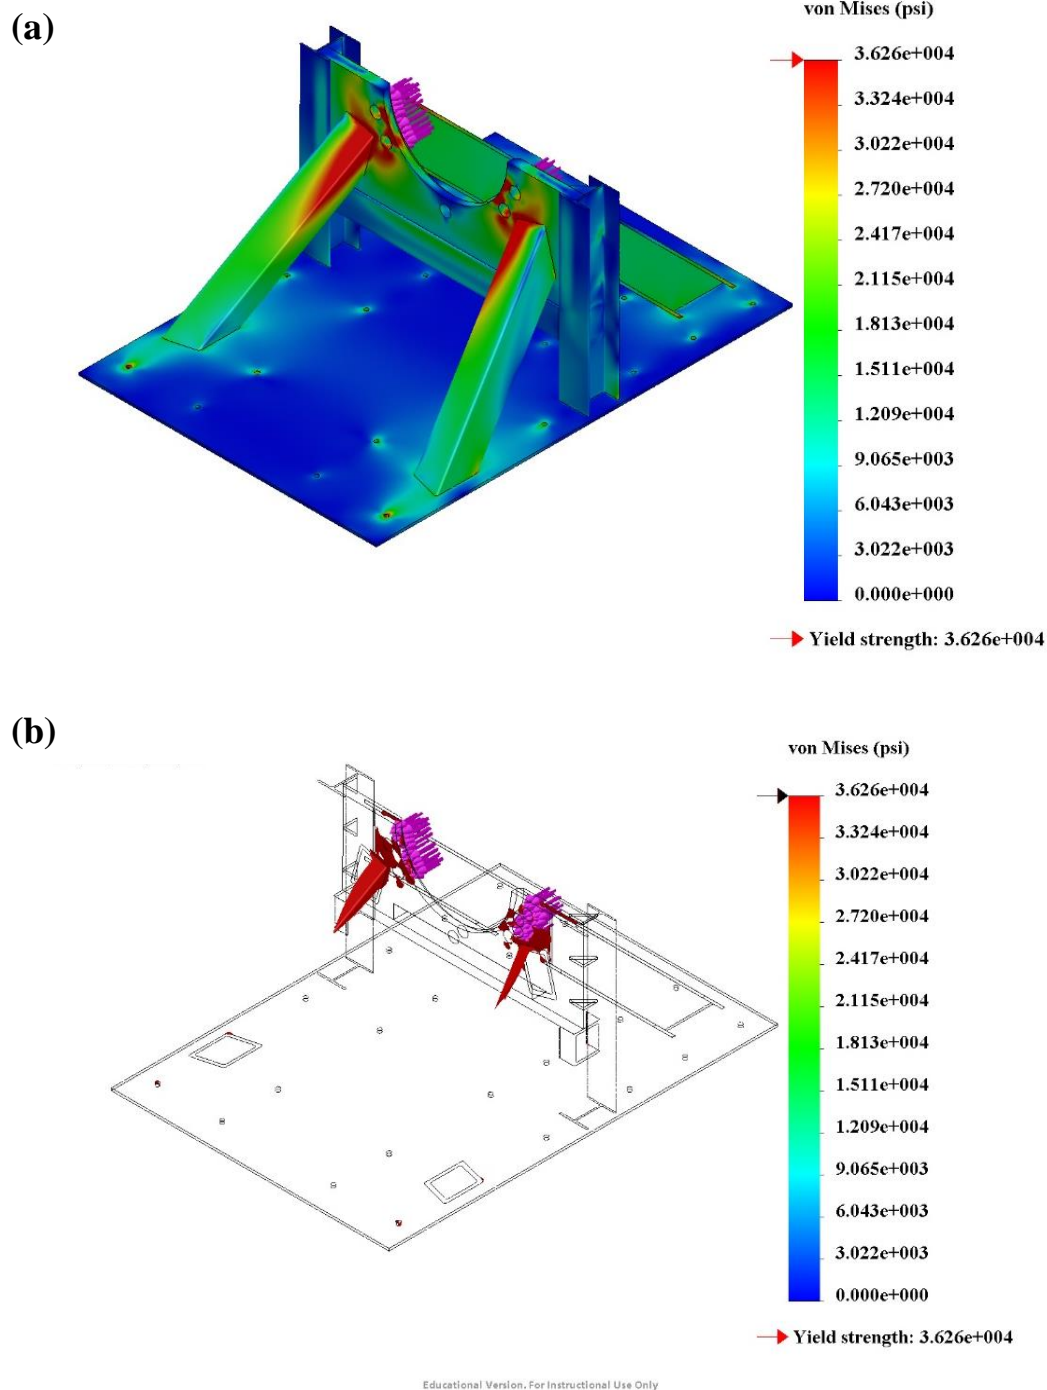 (a)
von Mises (psi)
3.626e+004
3.324e+004
3.022e+004
2.720e+004
2.417e+004
2.115e+004
1.813e+004
1.511e+004
1.209e+004
9.065e+003
6.043e+003
3.022e+003
0.000e+000
Yield strength: 3.626e+004
(b)
von Mises (psi)
3.626e+004
3.324e+004
3.022e+004
2.720e+004
2.417e+004
2.115e+004
1.813e+004
1.511e+004
1.209e+004
9.065e+003
6.043e+003
3.022e+003
0.000e+000
Yield strength: 3.626e+004
Educational Version. For Instructional Use Only